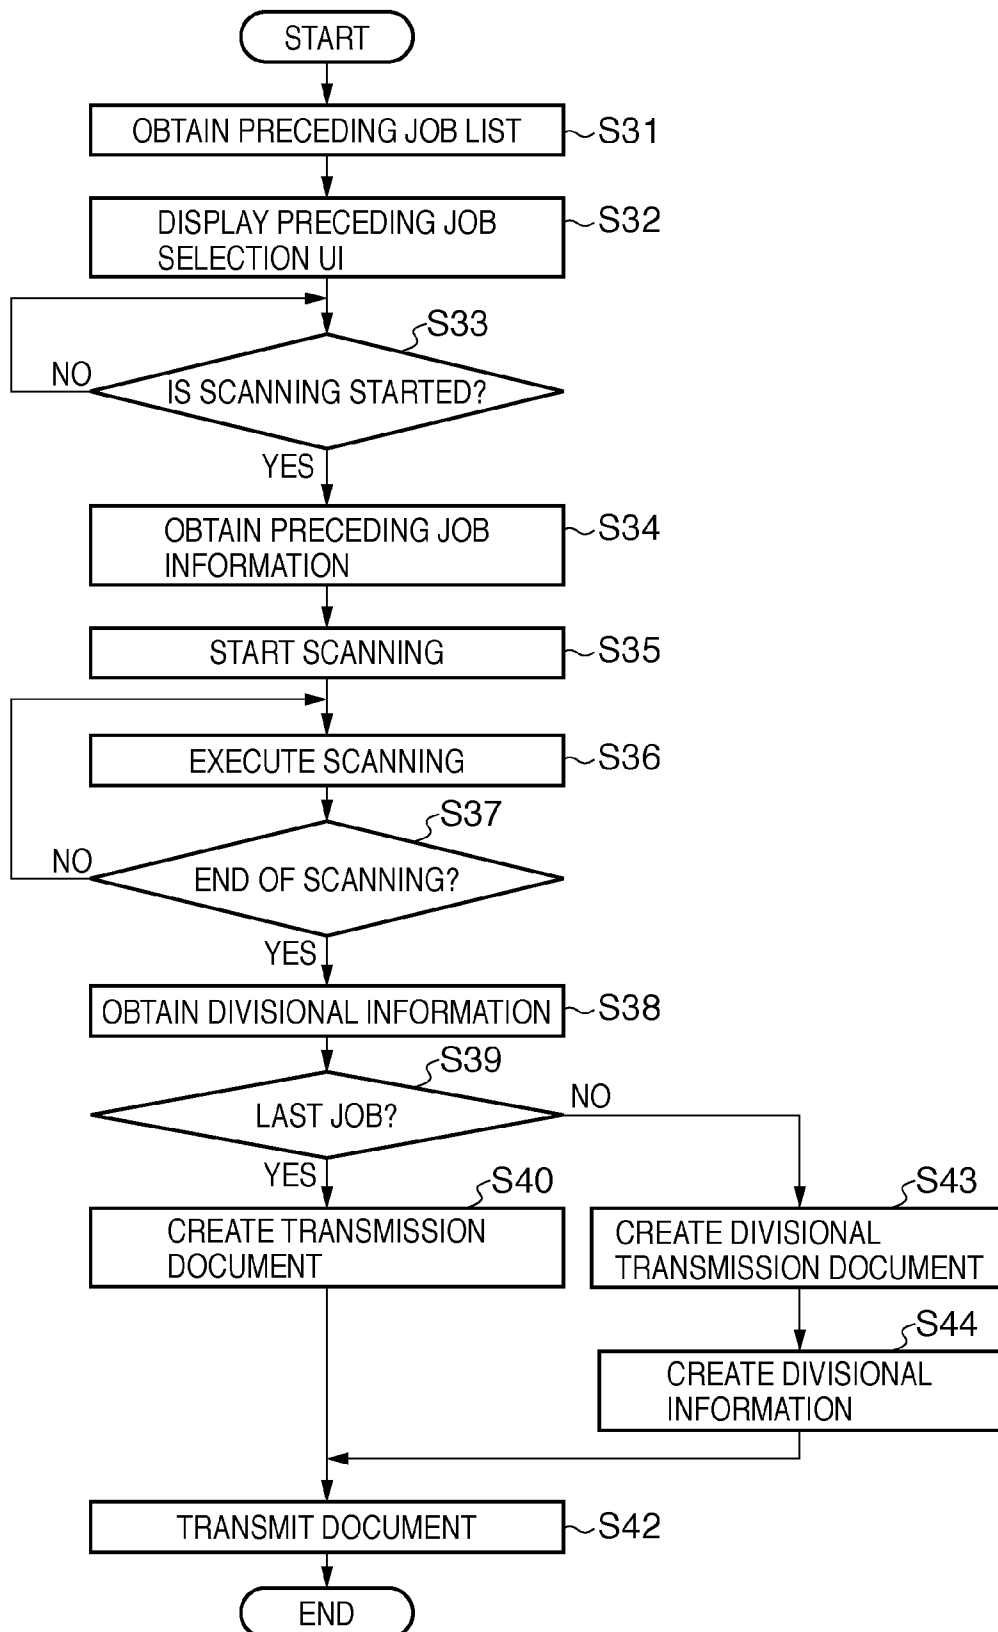 START
OBTAIN PRECEDING JOB LIST
S31
DISPLAY PRECEDING JOB
SELECTION UI
S32
S33
NO
IS SCANNING STARTED?
YES
OBTAIN PRECEDING JOB
INFORMATION
S34
START SCANNING
S35
EXECUTE SCANNING
S36
S37
NO
END OF SCANNING?
YES
OBTAIN DIVISIONAL INFORMATION
S38
S39
LAST JOB?
NO
YES
S40
CREATE TRANSMISSION
DOCUMENT
S43
CREATE DIVISIONAL
TRANSMISSION DOCUMENT
S44
CREATE DIVISIONAL
INFORMATION
TRANSMIT DOCUMENT
S42
END